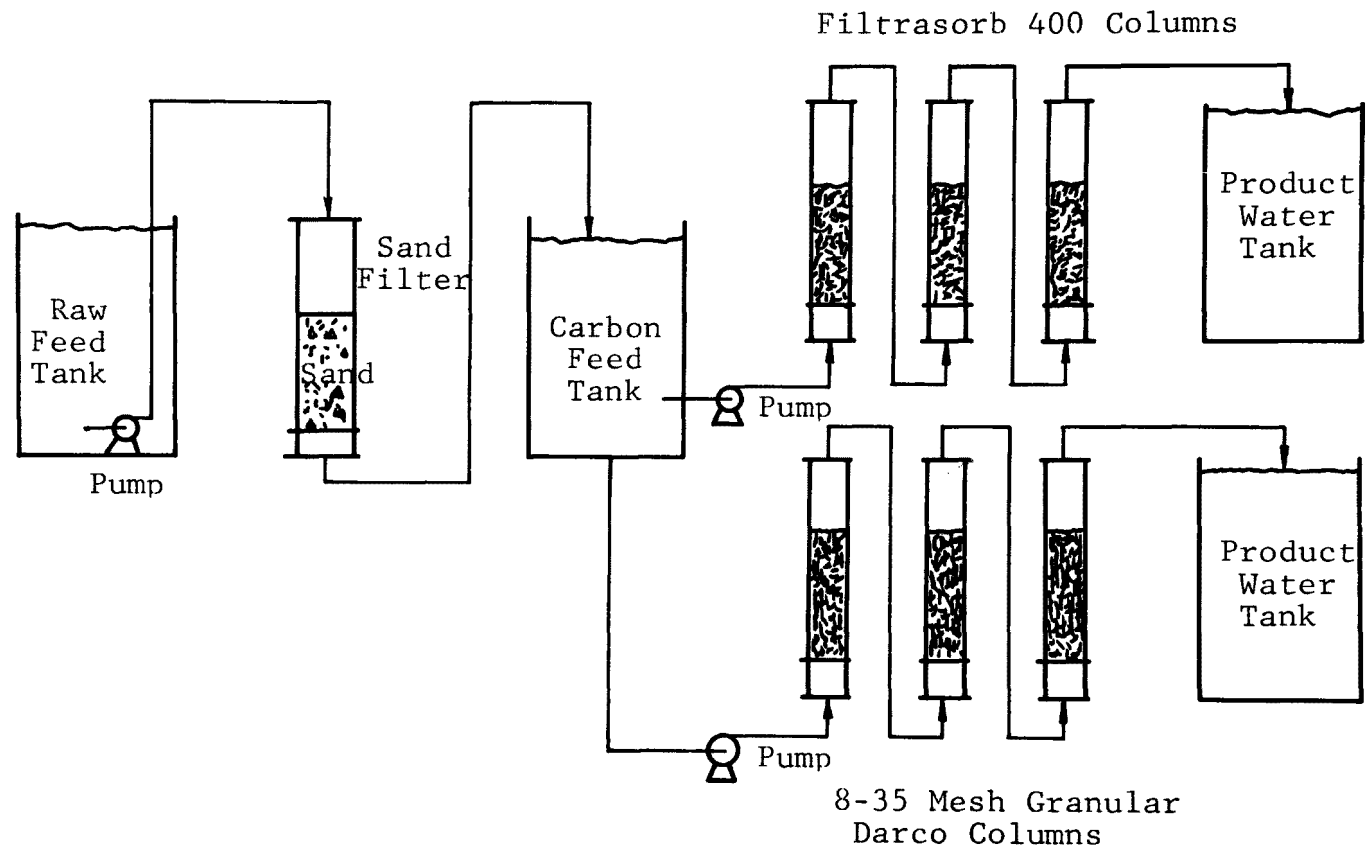 Filtrasorb 400 Columns
Raw
Feed
Tank
Pump
Sand
Filter
Sand
Carbon
Feed
Tank
Pump
Product
Water
Tank
Pump
Product
Water
Tank
8-35 Mesh Granular
Darco Columns